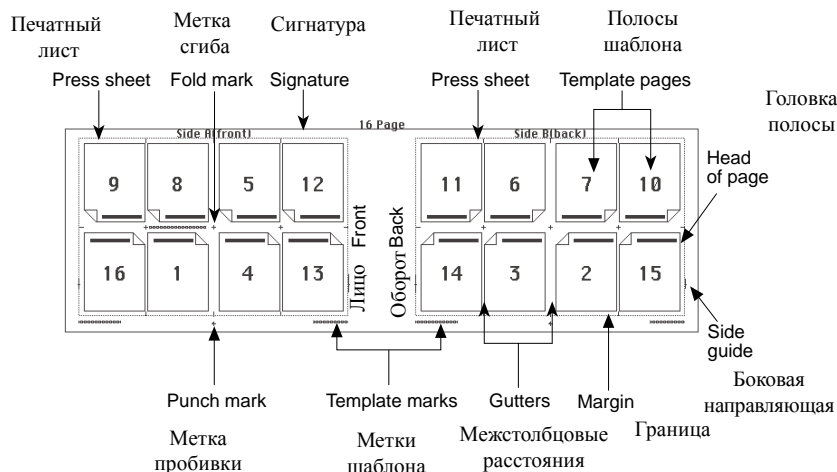 Печатный
лист
Метка
сгиба
Сигнатура
Печатный
лист
Полосы
шаблона
Press sheet
Fold mark
Signature
Press sheet
Template pages
Головка
полосы
16 Page
Side A(front)
Side B(back)
Head
of page
9 8 5 12
11 6 7 10
Лицо Front
Оборот Back
16 1 4 13
14 3 2 15
Side
guide
Боковая
направляющая
Punch mark
Template marks
Gutters
Margin
Метка
пробивки
Метки
шаблона
Межстолбцовые
расстояния
Граница